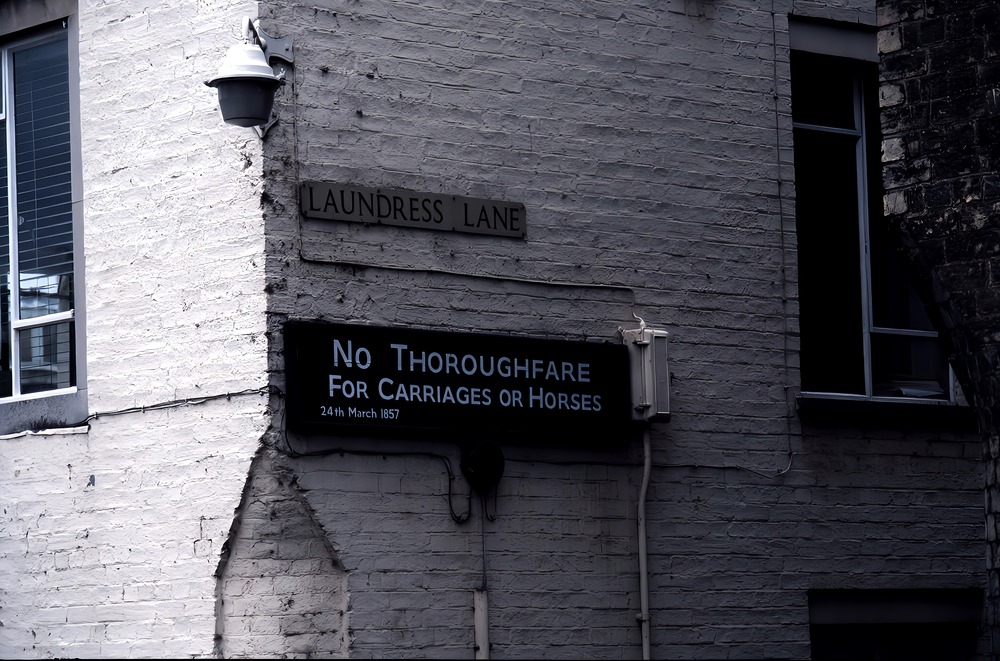 LAUNDRESS LANE
No THOROUGHFARE
FOR CARRIAGES OR HORSES
24th March 1857